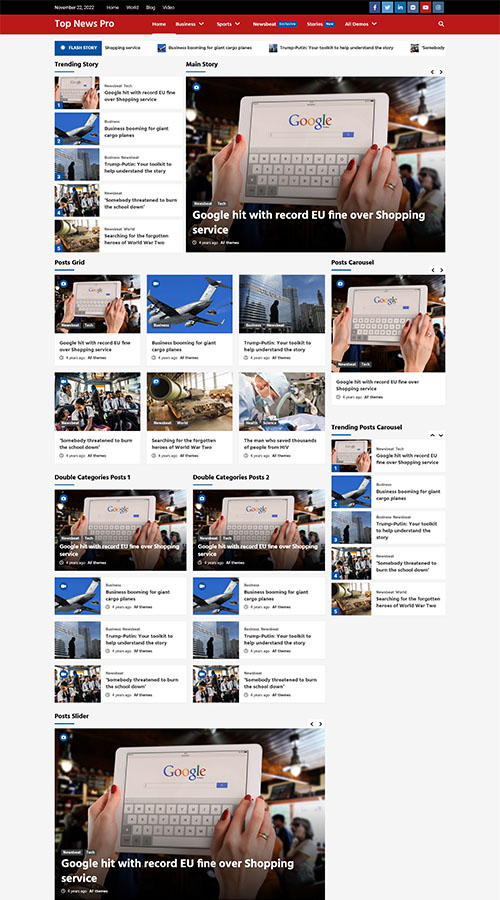 November 22, 2022 Home World Blog Video
Top News Pro Home Business Sports Newsbeat Exclusive Stories New All Demos
FLASH STORY Shopping service Business booming for giant cargo planes Trump-Putin: Your toolkit to help understand the story 'Somebody
Trending Story
Newsbeat Tech
Google hit with record EU fine over Shopping service
1
Business
Business booming for giant cargo planes
2
Business Newsbeat
Trump-Putin: Your toolkit to help understand the story
3
Newsbeat
'Somebody threatened to burn the school down'
4
Newsbeat World
Searching for the forgotten heroes of World War Two
5
Main Story
Google
Newsbeat Tech
Google hit with record EU fine over Shopping
service
4 years ago AF themes
Posts Grid
Google
Newsbeat Tech
Google hit with record EU fine
over Shopping service
4 years ago AF themes
Business
Business booming for giant
cargo planes
4 years ago AF themes
Business Newsbeat
Trump-Putin: Your toolkit to
help understand the story
4 years ago AF themes
Newsbeat
'Somebody threatened to burn
the school down'
4 years ago AF themes
Newsbeat World
Searching for the forgotten
heroes of World War Two
4 years ago AF themes
Health Science
The man who saved thousands
of people from HIV
4 years ago AF themes
Posts Carousel
Google
Newsbeat Tech
Google hit with record EU fine over
Shopping service
4 years ago AF themes
Trending Posts Carousel
Newsbeat Tech
Google hit with record EU
fine over Shopping service
1
Business
Business booming for giant
cargo planes
2
Business Newsbeat
Trump-Putin: Your toolkit
to help understand the
story
3
Newsbeat
'Somebody threatened to
burn the school down'
4
Newsbeat World
Searching for the forgotten
heroes of World War Two
5
Double Categories Posts 1
Google
Newsbeat Tech
Google hit with record EU fine over Shopping
service
4 years ago AF themes
Business
Business booming for giant
cargo planes
4 years ago AF themes
Business Newsbeat
Trump-Putin: Your toolkit to
help understand the story
4 years ago AF themes
Newsbeat
'Somebody threatened to burn
the school down'
4 years ago AF themes
Double Categories Posts 2
Google
Newsbeat Tech
Google hit with record EU fine over Shopping
service
4 years ago AF themes
Business
Business booming for giant
cargo planes
4 years ago AF themes
Business Newsbeat
Trump-Putin: Your toolkit to
help understand the story
4 years ago AF themes
Newsbeat
'Somebody threatened to burn
the school down'
4 years ago AF themes
Posts Slider
Google
Newsbeat Tech
Google hit with record EU fine over Shopping
service
4 years ago AF themes